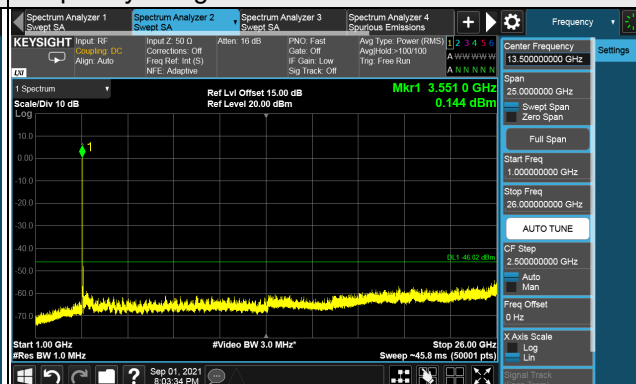 Spectrum Analyzer 1
Swept SA
Spectrum Analyzer 2
Swept SA
Spectrum Analyzer 3
Swept SA
Spectrum Analyzer 4
Spurious Emissions
Frequency
KEYSIGHT
Input: RF
Coupling: DC
Align: Auto
Input Z: 50 Ω
Corrections: Off
Freq Ref: Int (S)
NFE: Adaptive
Atten: 16 dB
PNO: Fast
Gate: Off
IF Gain: Low
Sig Track: Off
Avg Type: Power (RMS)
Avg|Hold:>100/100
Trig: Free Run
1 2 3 4 5 6
A W W W W W
A N N N N N
LXI
1 Spectrum
Scale/Div 10 dB
Log
Ref Lvl Offset 15.00 dB
Ref Level 20.00 dBm
Mkr1 3.551 0 GHz
0.144 dBm
10.0
0.00
-10.0
-20.0
-30.0
-40.0
-50.0
-60.0
-70.0
1
DL1 -46.02 dBm
Start 1.00 GHz
#Res BW 1.0 MHz
#Video BW 3.0 MHz*
Stop 26.00 GHz
Sweep ~45.8 ms (50001 pts)
Sep 01, 2021
8:03:34 PM
Center Frequency
13.500000000 GHz
Settings
Span
25.0000000 GHz
Swept Span
Zero Span
Full Span
Start Freq
1.000000000 GHz
Stop Freq
26.000000000 GHz
AUTO TUNE
CF Step
2.500000000 GHz
Auto
Man
Freq Offset
0 Hz
X Axis Scale
Log
Lin
Signal Track